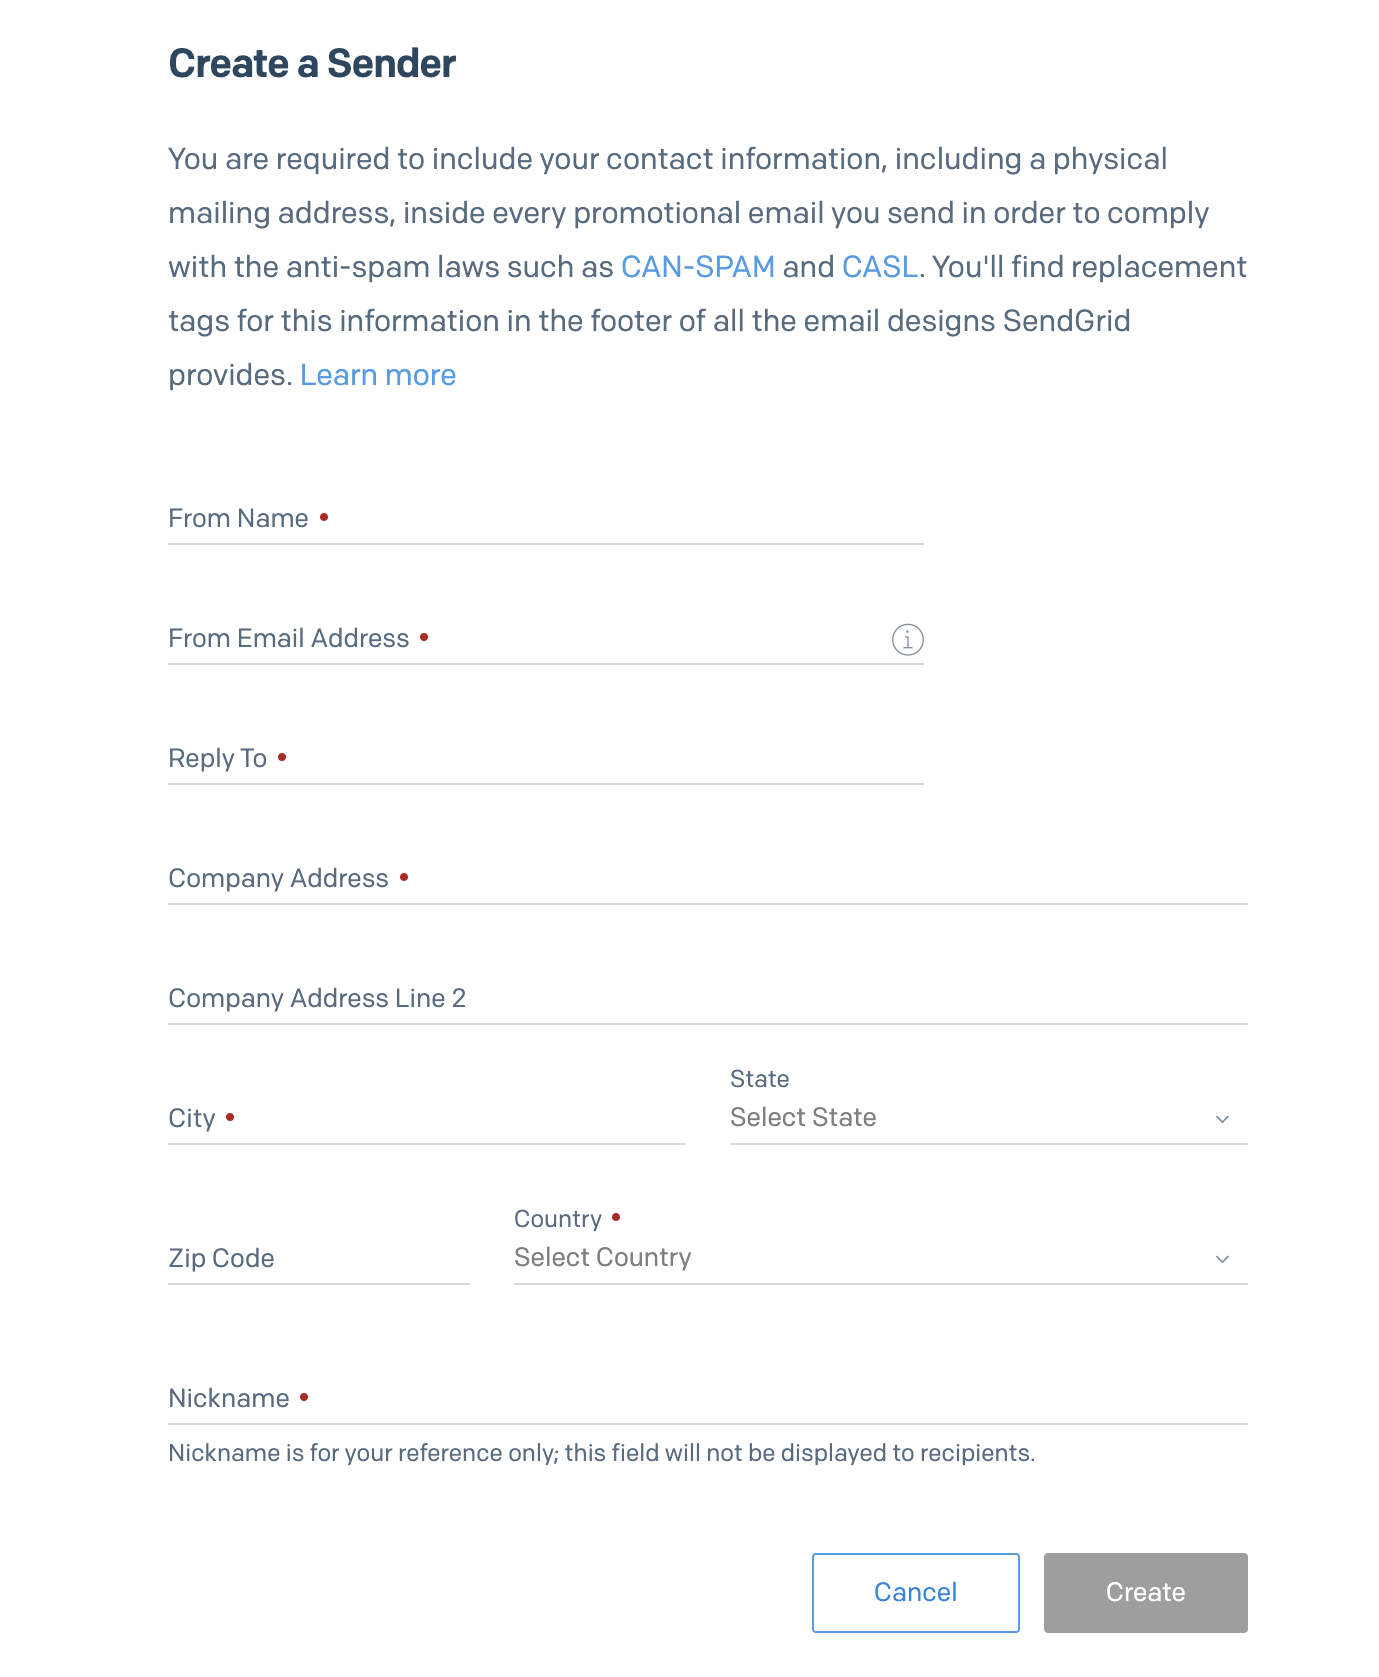 Create a Sender
You are required to include your contact information, including a physical
mailing address, inside every promotional email you send in order to comply
with the anti-spam laws such as CAN-SPAM and CASL. You'll find replacement
tags for this information in the footer of all the email designs SendGrid
provides. Learn more
From Name •
From Email Address •
Reply To •
Company Address •
Company Address Line 2
City •
State
Select State
Zip Code
Country •
Select Country
Nickname •
Nickname is for your reference only; this field will not be displayed to recipients.
Cancel
Create